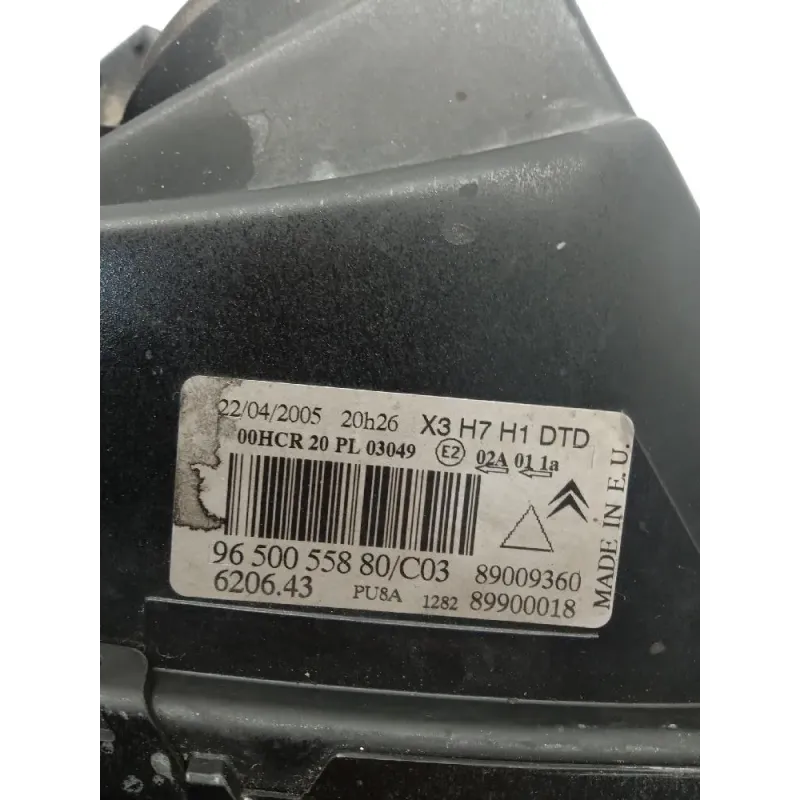 22/04/2005 20h26 X3 H7 H1 DTD
00HCR 20 PL 03049 E2 02A 01 1a
96 500 558 80/C03 89009360
6206.43 PU8A 1282 89900018
MADE IN E.U.